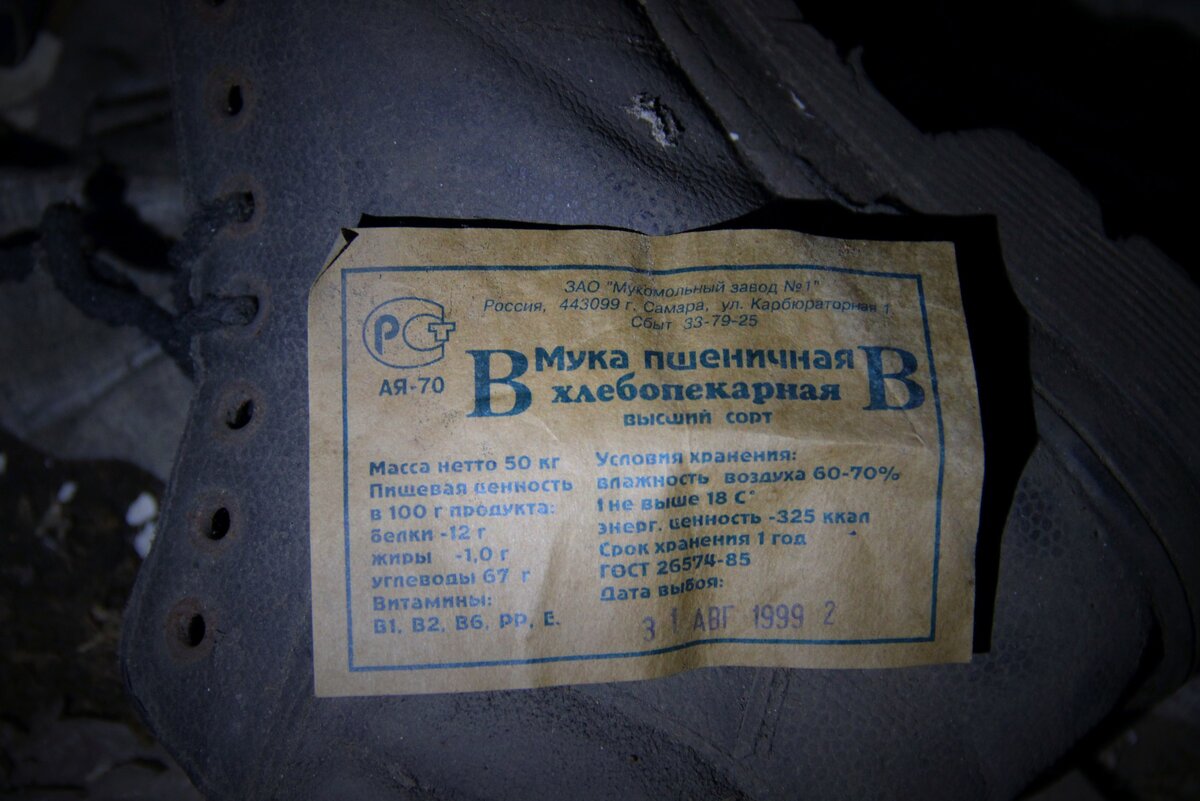 ЗАО "Мукомольный завод №1"
Россия, 443099 г. Самара, ул. Карбюраторная 1
Сбыт 33-79-25
РСТ
АЯ-70
В Мука пшеничная В
хлебопекарная
высший сорт
Масса нетто 50 кг
Пищевая ценность
в 100 г продукта:
белки -12 г
жиры -1,0 г
углеводы 67 г
Витамины:
В1, В2, В6, РР, Е.
Условия хранения:
влажность воздуха 60-70%
t не выше 18 С°
энерг. ценность -325 ккал
Срок хранения 1 год
ГОСТ 26574-85
Дата выбоя:
31 АВГ 1999 2